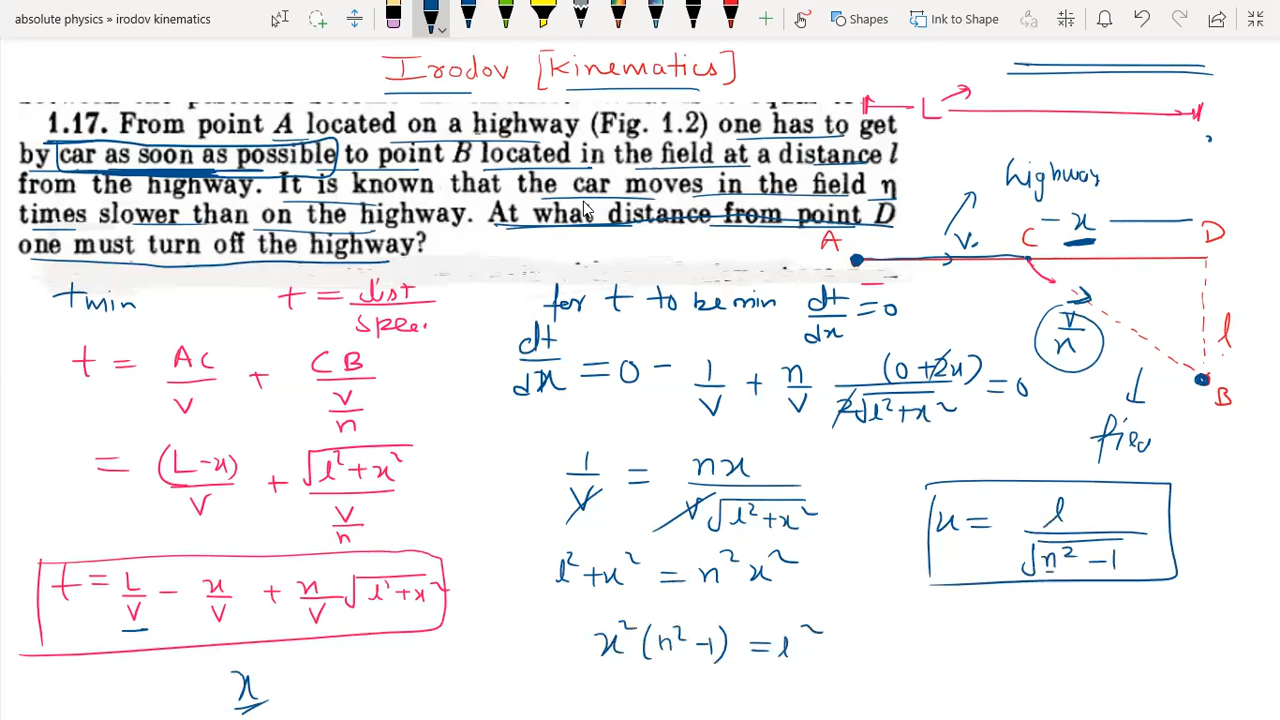 absolute physics » irodov kinematics
Shapes
Ink to Shape
Irodov [Kinematics]
1.17. From point A located on a highway (Fig. 1.2) one has to get
by car as soon as possible to point B located in the field at a distance l
from the highway. It is known that the car moves in the field η
times slower than on the highway. At what distance from point D
one must turn off the highway?
L
highway
x
A
V
C
D
V/n
l
B
field
tmin
t = dist/spee.
t = AC/V + CB/(V/n)
= (L-x)/V + √(l²+x²)/(V/n)
t = L/V - x/V + n/V √(l²+x²)
x
for t to be min dt/dx = 0
dt/dx = 0 - 1/V + n/V (0+2x)/(2√(l²+x²)) = 0
1/V = nx/(V√(l²+x²))
l²+x² = n²x²
x²(n²-1) = l²
x = l/√(n²-1)